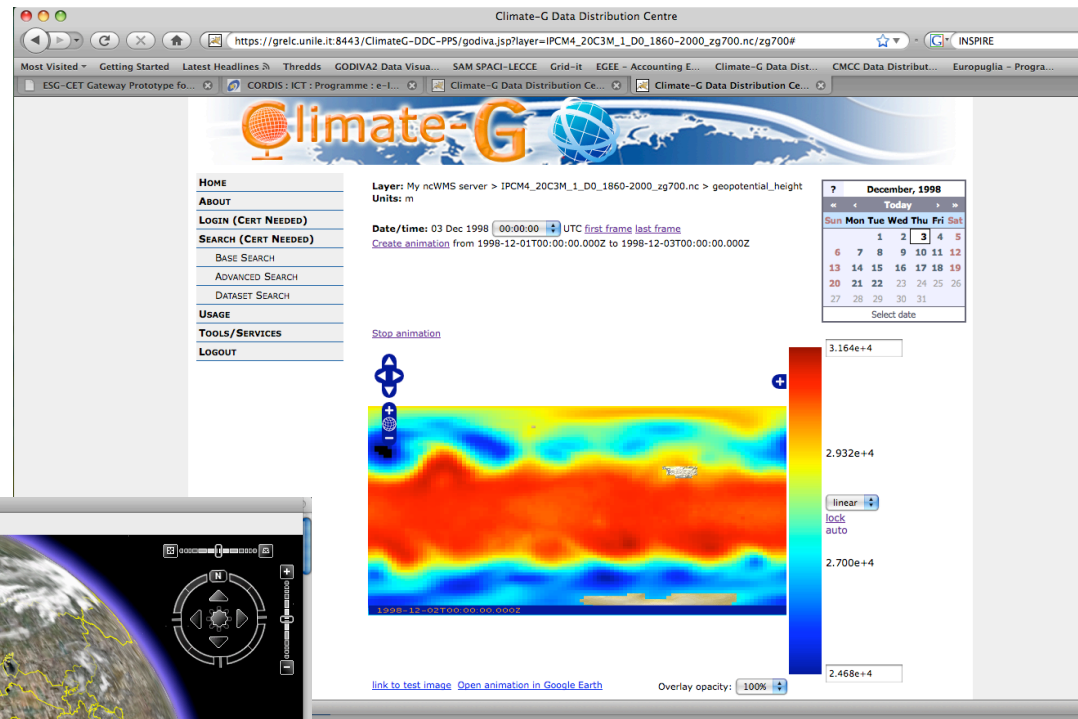 Climate-G Data Distribution Centre
https://grelc.unile.it:8443/ClimateG-DDC-PPS/godiva.jsp?layer=IPCM4_20C3M_1_D0_1860-2000_zg700.nc/zg700#
INSPIRE
Most Visited Getting Started Latest Headlines Thredds GODIVA2 Data Visua... SAM SPACI-LECCE Grid-it EGEE – Accounting E... Climate-G Data Dist... CMCC Data Distribut... Europuglia – Progra...
ESG-CET Gateway Prototype fo... CORDIS : ICT : Programme : e-I... Climate-G Data Distribution Ce... Climate-G Data Distribution Ce...
Climate-G
HOME
ABOUT
LOGIN (CERT NEEDED)
SEARCH (CERT NEEDED)
BASE SEARCH
ADVANCED SEARCH
DATASET SEARCH
USAGE
TOOLS/SERVICES
LOGOUT
Layer: My ncWMS server > IPCM4_20C3M_1_D0_1860-2000_zg700.nc > geopotential_height
Units: m
Date/time: 03 Dec 1998 00:00:00 UTC first frame last frame
Create animation from 1998-12-01T00:00:00.000Z to 1998-12-03T00:00:00.000Z
Stop animation
? December, 1998
« ‹ Today › »
Sun Mon Tue Wed Thu Fri Sat
1 2 3 4 5
6 7 8 9 10 11 12
13 14 15 16 17 18 19
20 21 22 23 24 25 26
27 28 29 30 31
Select date
3.164e+4
2.932e+4
linear
lock
auto
2.700e+4
2.468e+4
1998-12-02T00:00:00.000Z
link to test image Open animation in Google Earth Overlay opacity: 100%
N